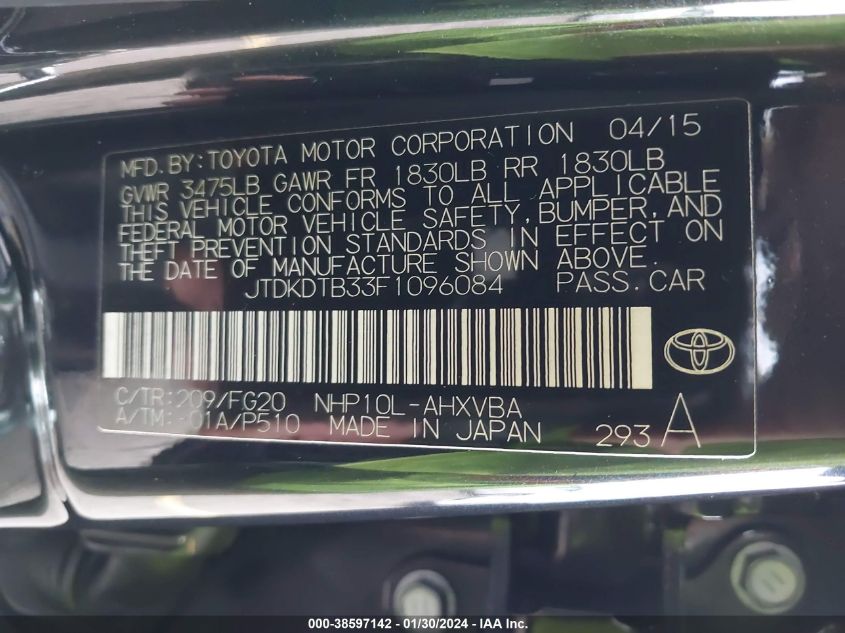 MFD. BY: TOYOTA MOTOR CORPORATION 04/15
GVWR 3475LB GAWR FR 1830LB RR 1830LB
THIS VEHICLE CONFORMS TO ALL APPLICABLE
FEDERAL MOTOR VEHICLE SAFETY, BUMPER, AND
THEFT PREVENTION STANDARDS IN EFFECT ON
THE DATE OF MANUFACTURE SHOWN ABOVE.
JTDKDTB33F1096084 PASS. CAR
C/TR: 209/FG20 NHP10L-AHXVBA
A/TM: -01A/P510 MADE IN JAPAN 293 A
000-38597142 - 01/30/2024 - IAA Inc.